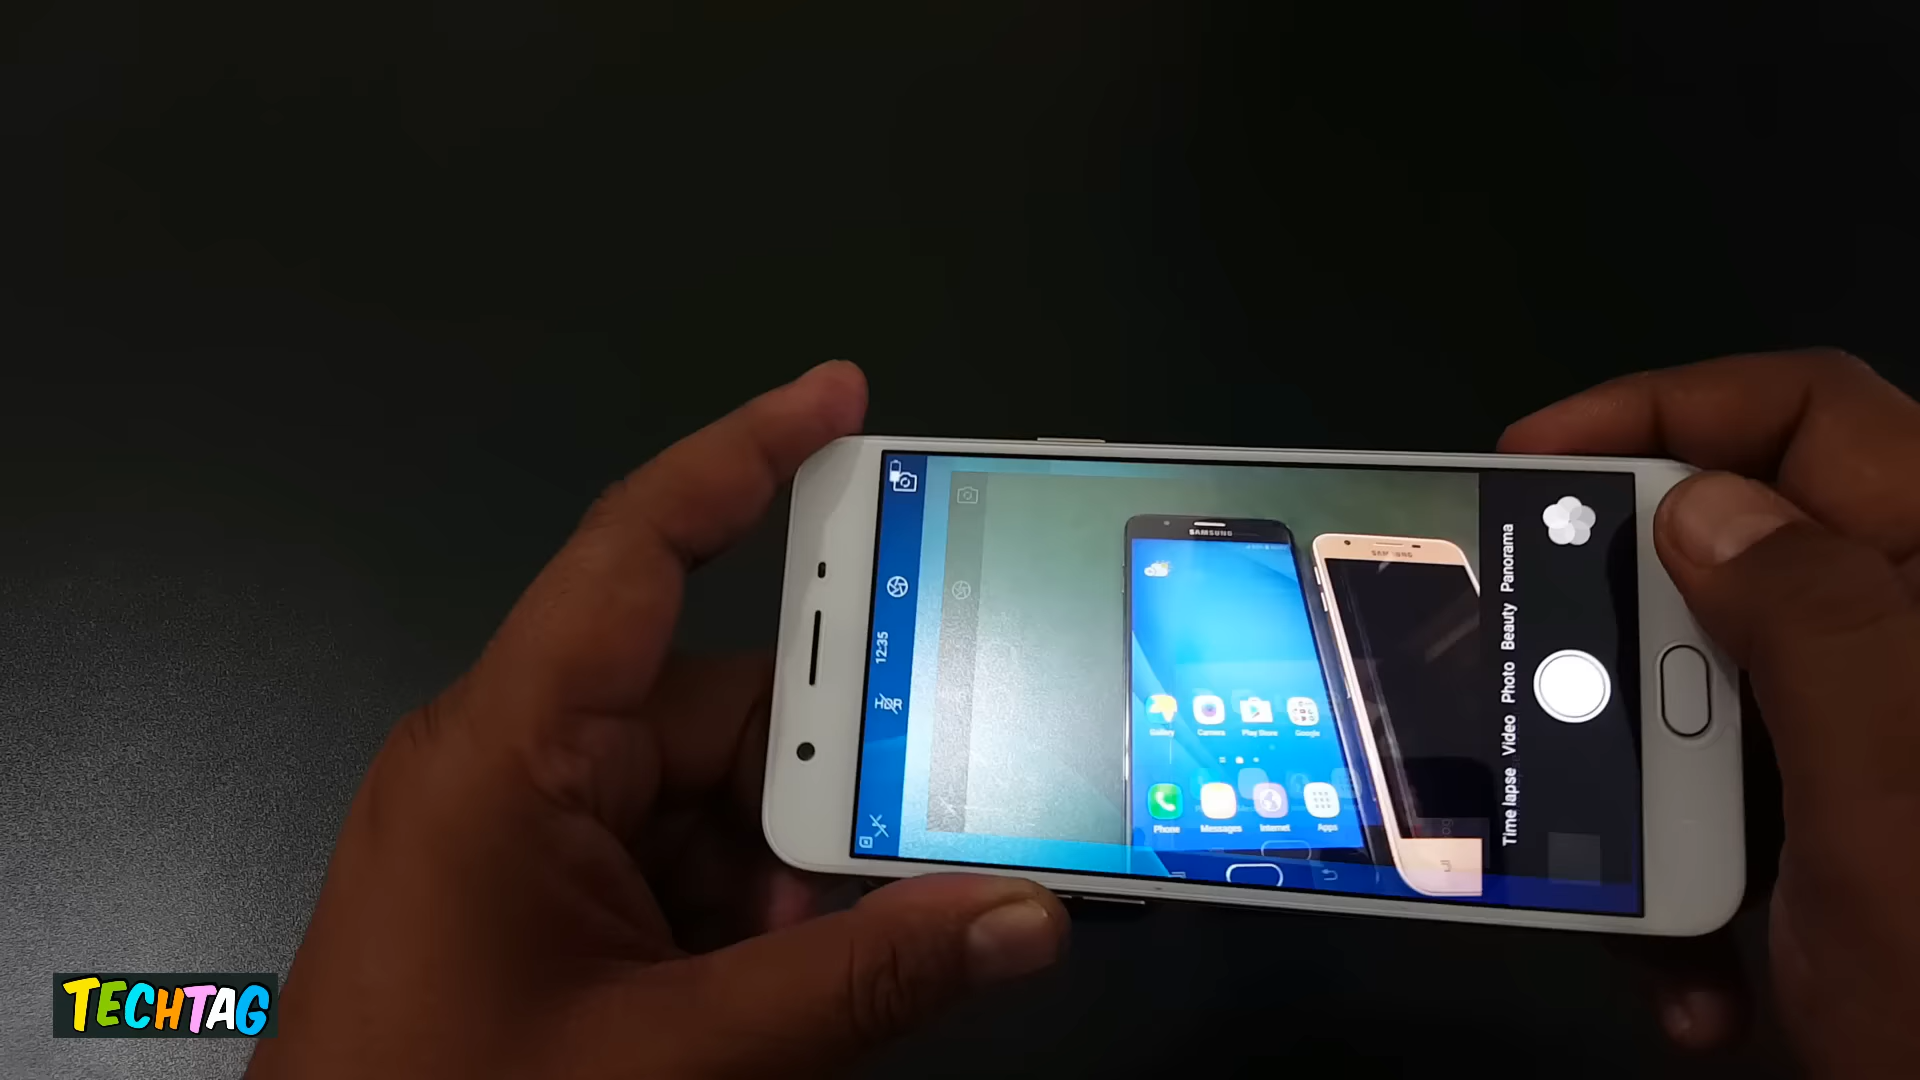 SAMSUNG
SAMSUNG
Gallery Camera Play Store Google
Phone Messages Internet Apps
12:35
HDR
Time lapse Video Photo Beauty Panorama
TECHTAG